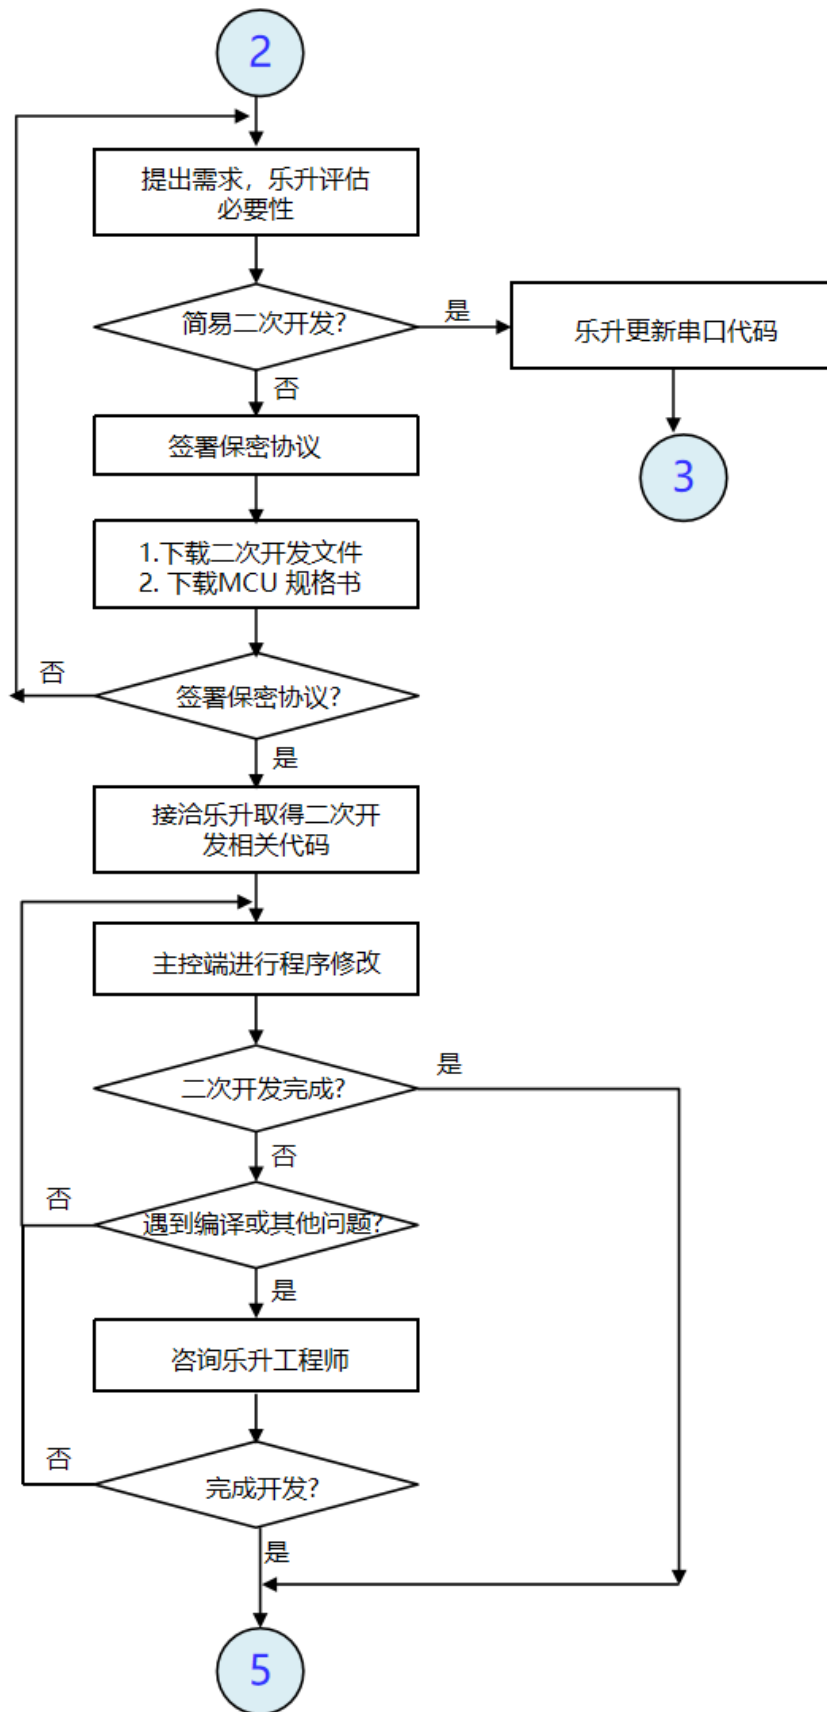 2
提出需求，乐升评估
必要性
简易二次开发?
是
乐升更新串口代码
否
签署保密协议
3
1.下载二次开发文件
2. 下载MCU 规格书
否
签署保密协议?
是
接洽乐升取得二次开
发相关代码
主控端进行程序修改
是
二次开发完成?
否
否
遇到编译或其他问题?
是
咨询乐升工程师
否
完成开发?
是
5